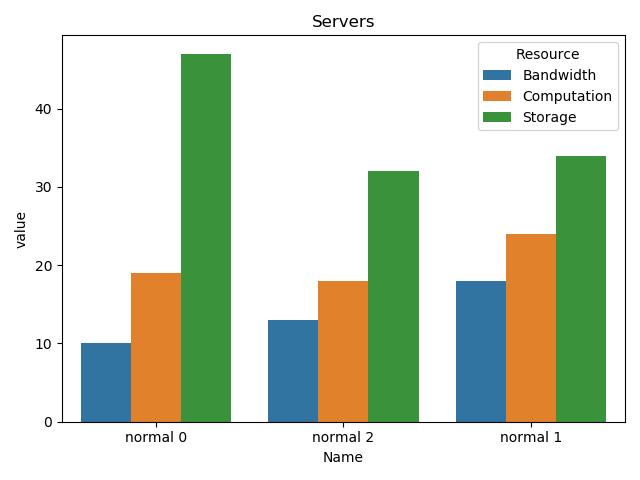 Servers
Resource
Bandwidth
Computation
Storage
value
40
30
20
10
0
normal 0
normal 2
normal 1
Name